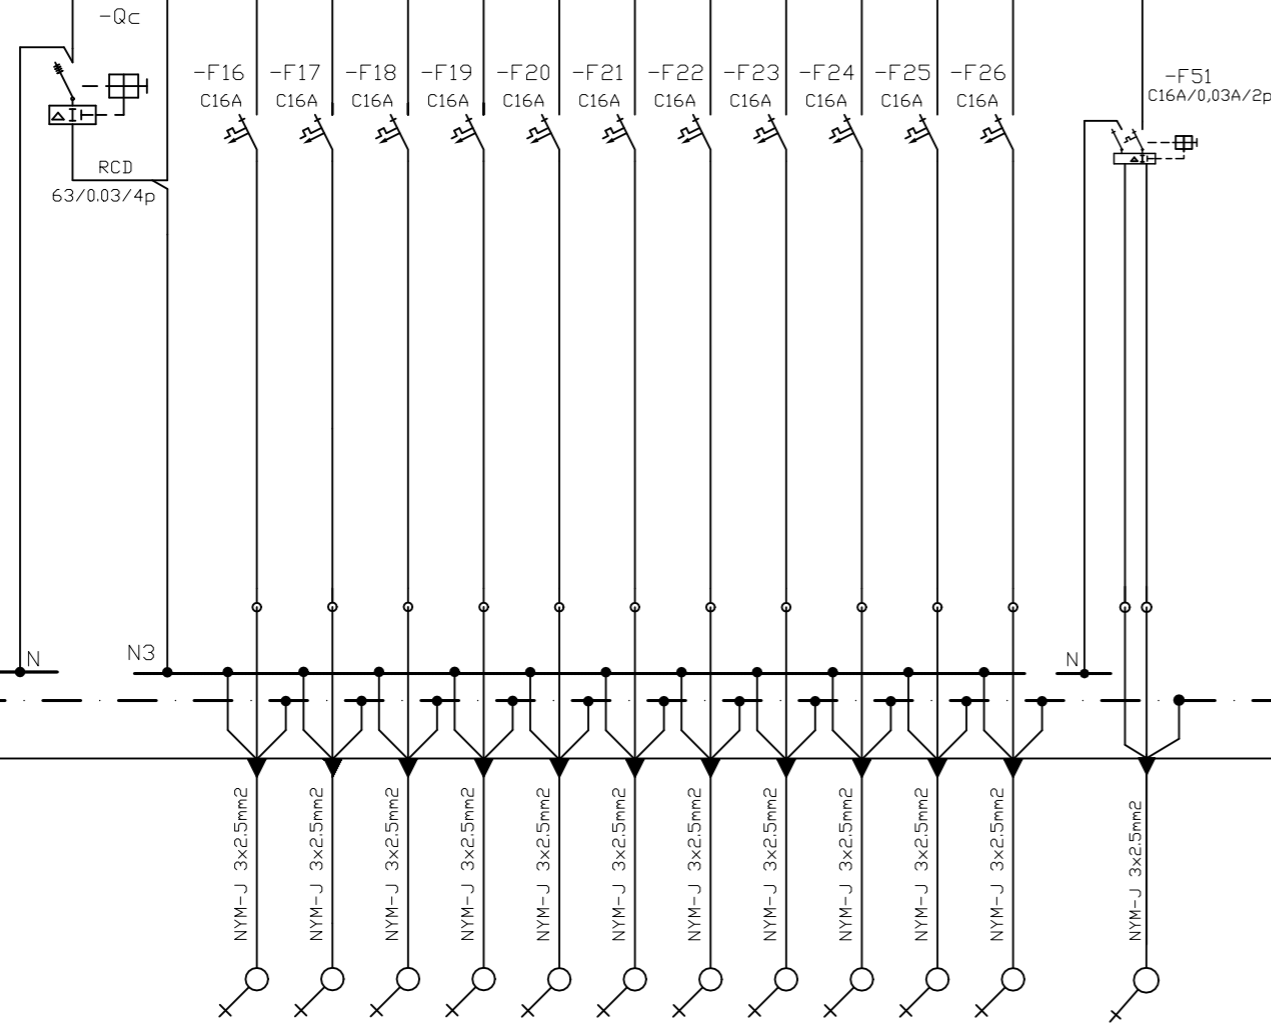 -Qc
-F16 -F17 -F18 -F19 -F20 -F21 -F22 -F23 -F24 -F25 -F26 -F51
C16A C16A C16A C16A C16A C16A C16A C16A C16A C16A C16A C16A/0,03A/2p
RCD
63/0.03/4p
N N3 N
NYM-J 3x2.5mm2
NYM-J 3x2.5mm2
NYM-J 3x2.5mm2
NYM-J 3x2.5mm2
NYM-J 3x2.5mm2
NYM-J 3x2.5mm2
NYM-J 3x2.5mm2
NYM-J 3x2.5mm2
NYM-J 3x2.5mm2
NYM-J 3x2.5mm2
NYM-J 3x2.5mm2
NYM-J 3x2.5mm2